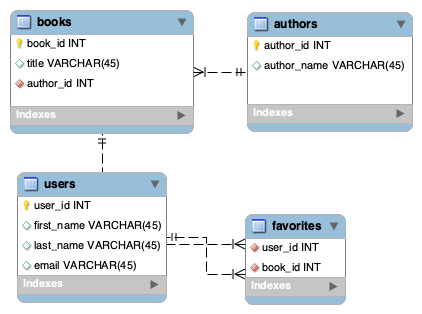 books
book_id INT
title VARCHAR(45)
author_id INT
Indexes
authors
author_id INT
author_name VARCHAR(45)
Indexes
users
user_id INT
first_name VARCHAR(45)
last_name VARCHAR(45)
email VARCHAR(45)
Indexes
favorites
user_id INT
book_id INT
Indexes